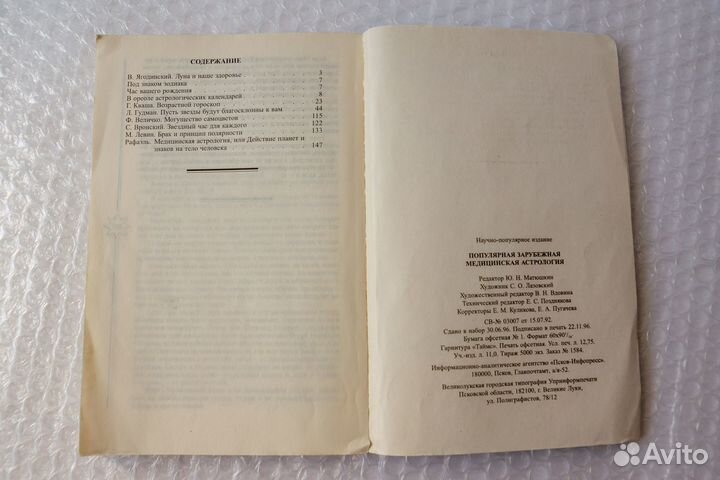 СОДЕРЖАНИЕ
В. Ягодинский. Луна и наше здоровье 3
Под знаком зодиака 7
Час вашего рождения 7
В ореоле астрологических календарей 8
Г. Кваша. Возрастной гороскоп 23
Л. Гудман. Пусть звезды будут благосклонны к вам 44
Ф. Величко. Могущество самоцветов 115
С. Вронский. Звездный час для каждого 122
М. Левин. Брак и принцип полярности 133
Рафаэль. Медицинская астрология, или Действие планет и
знаков на тело человека 147
Научно-популярное издание
ПОПУЛЯРНАЯ ЗАРУБЕЖНАЯ
МЕДИЦИНСКАЯ АСТРОЛОГИЯ
Редактор Ю. Н. Матюшкин
Художник С. О. Лязовский
Художественный редактор В. Н. Вдовина
Технический редактор Е. С. Позднякова
Корректоры Е. М. Куликова, Е. А. Пугачева
СВ-№ 03007 от 15.07.92.
Сдано в набор 30.06.96. Подписано в печать 22.11.96.
Бумага офсетная № 1. Формат 60х90¹/₁₆.
Гарнитура «Таймс». Печать офсетная. Усл. печ. л. 12,75.
Уч.-изд. л. 11,0. Тираж 5000 экз. Заказ № 1584.
Информационно-аналитическое агентство «Псков-Инфопресс».
180000, Псков, Главпочтамт, а/я-52.
Великолукская городская типография Упринформпечати
Псковской области, 182100, г. Великие Луки,
ул. Полиграфистов, 78/12
Avito